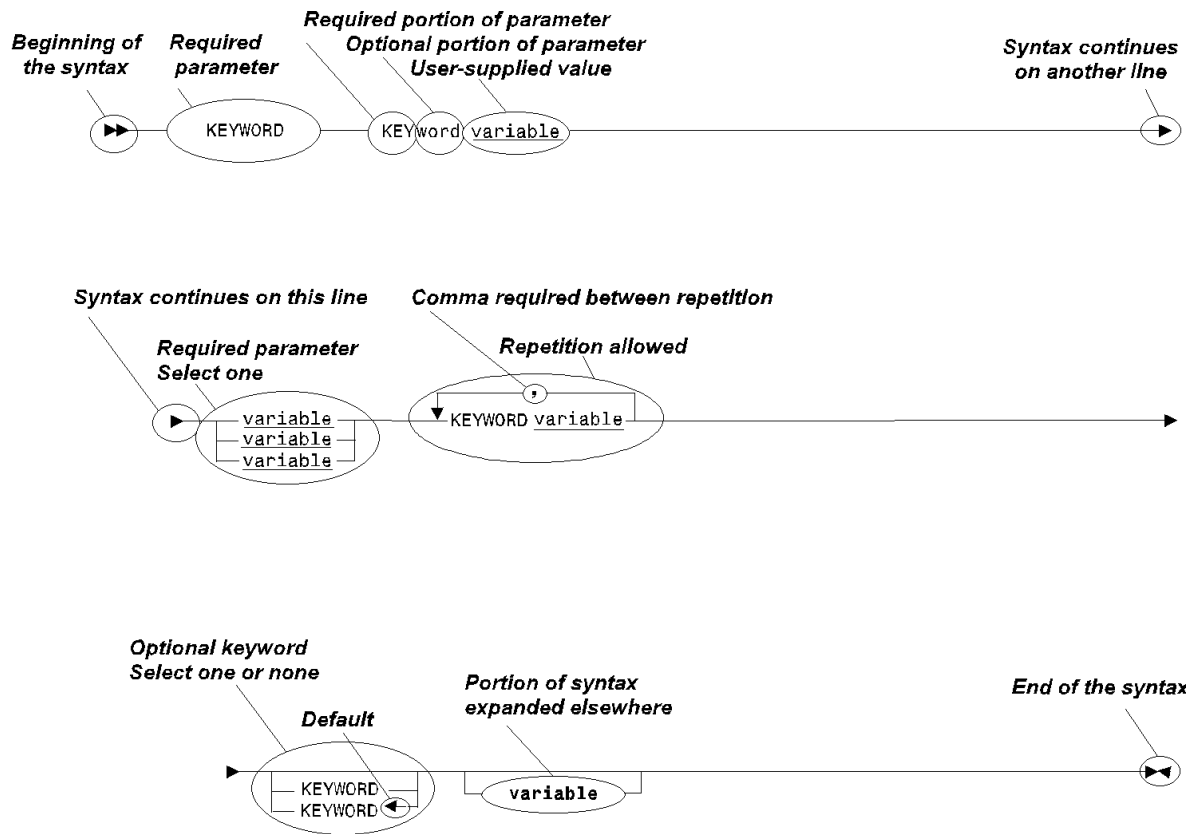 Beginning of
the syntax
Required
parameter
Required portion of parameter
Optional portion of parameter
User-supplied value
Syntax continues
on another line
KEYWORD
KEYword variable
Syntax continues on this line
Comma required between repetition
Required parameter
Select one
Repetition allowed
,
variable
variable
variable
KEYWORD variable
Optional keyword
Select one or none
Default
Portion of syntax
expanded elsewhere
End of the syntax
KEYWORD
KEYWORD
variable